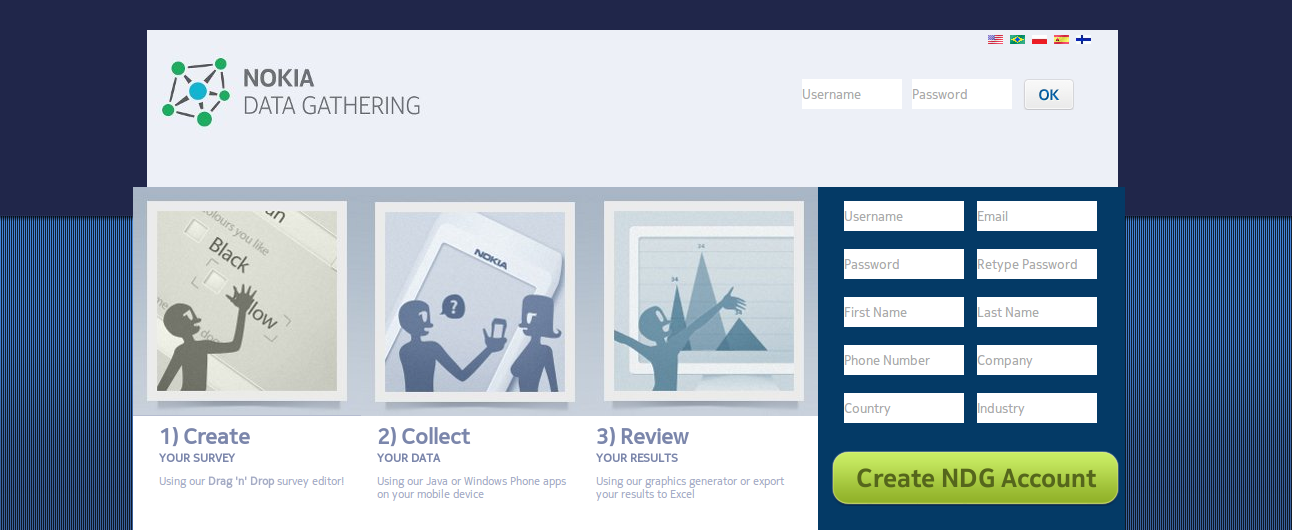 NOKIA
DATA GATHERING
Username
Password
OK
colours you like
Black
NOKIA
?
34
34
Username
Email
Password
Retype Password
First Name
Last Name
Phone Number
Company
Country
Industry
Create NDG Account
1) Create
YOUR SURVEY
Using our Drag 'n' Drop survey editor!
2) Collect
YOUR DATA
Using our Java or Windows Phone apps
on your mobile device
3) Review
YOUR RESULTS
Using our graphics generator or export
your results to Excel